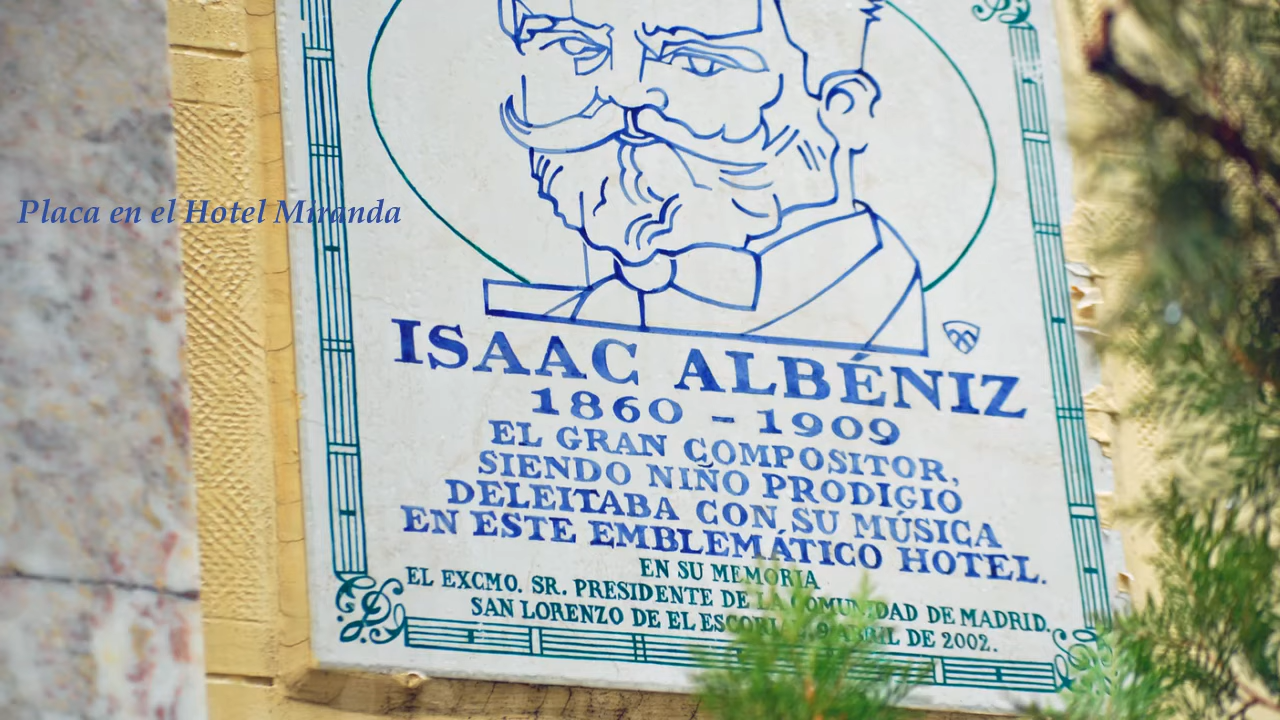 Placa en el Hotel Miranda
ISAAC ALBÉNIZ
1860 - 1909
EL GRAN COMPOSITOR,
SIENDO NIÑO PRODIGIO
DELEITABA CON SU MÚSICA
EN ESTE EMBLEMÁTICO HOTEL.
EN SU MEMORIA
EL EXCMO. SR. PRESIDENTE DE LA COMUNIDAD DE MADRID.
SAN LORENZO DE EL ESCORIAL, 9 ABRIL DE 2002.